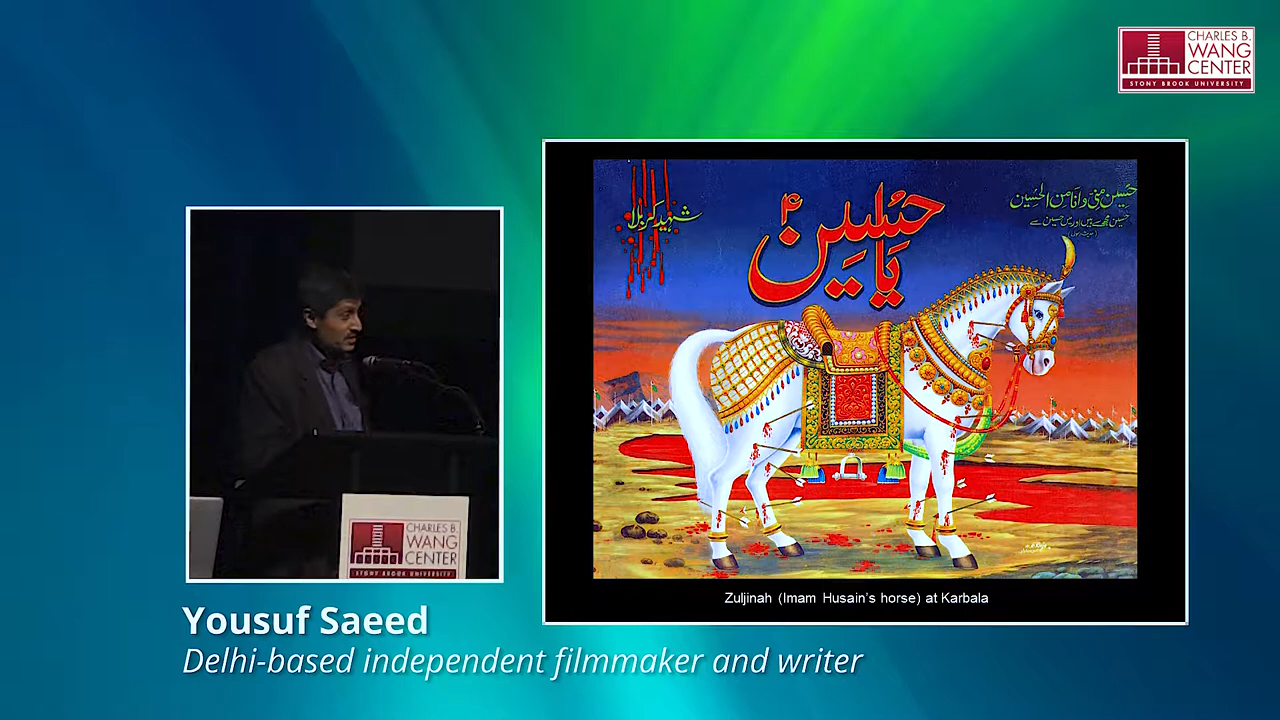 CHARLES B.
WANG
CENTER
STONY BROOK UNIVERSITY
شہیدِ کربلا
یا حسینؑ
حسین منی وانا من الحسین
حسین مجھ سے ہیں اور میں حسین سے
Zuljinah (Imam Husain's horse) at Karbala
CHARLES B.
WANG
CENTER
STONY BROOK UNIVERSITY
Yousuf Saeed
Delhi-based independent filmmaker and writer